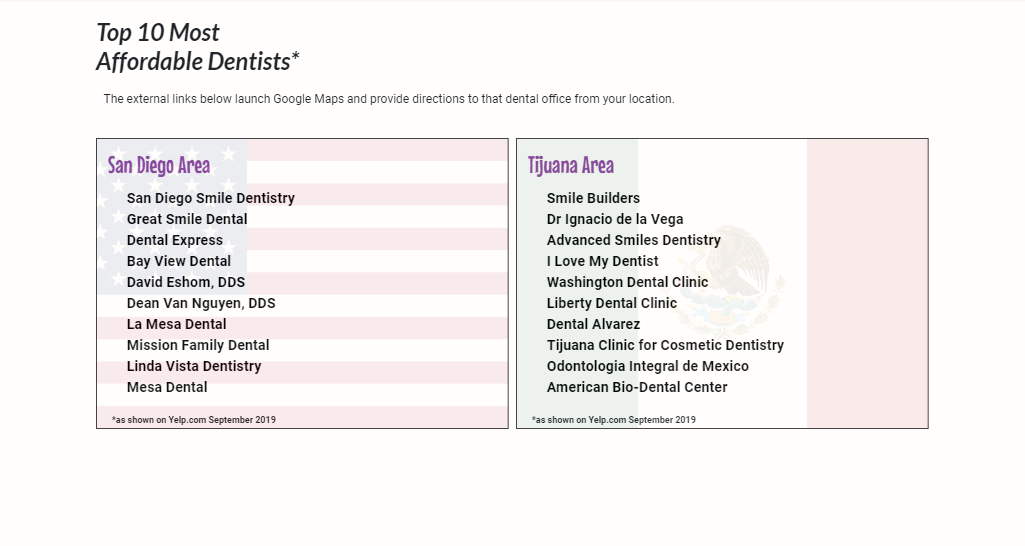 Top 10 Most
Affordable Dentists*
The external links below launch Google Maps and provide directions to that dental office from your location.
San Diego Area
San Diego Smile Dentistry
Great Smile Dental
Dental Express
Bay View Dental
David Eshom, DDS
Dean Van Nguyen, DDS
La Mesa Dental
Mission Family Dental
Linda Vista Dentistry
Mesa Dental
*as shown on Yelp.com September 2019
Tijuana Area
Smile Builders
Dr Ignacio de la Vega
Advanced Smiles Dentistry
I Love My Dentist
Washington Dental Clinic
Liberty Dental Clinic
Dental Alvarez
Tijuana Clinic for Cosmetic Dentistry
Odontologia Integral de Mexico
American Bio-Dental Center
*as shown on Yelp.com September 2019